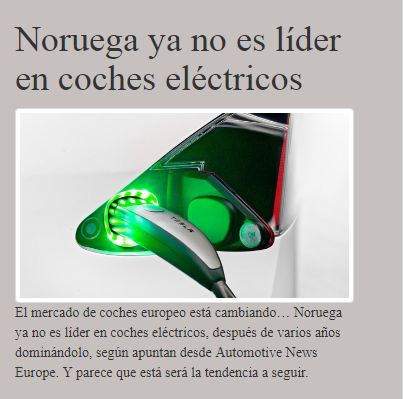 Noruega ya no es líder
en coches eléctricos
TESLA
El mercado de coches europeo está cambiando… Noruega
ya no es líder en coches eléctricos, después de varios años
dominándolo, según apuntan desde Automotive News
Europe. Y parece que está será la tendencia a seguir.